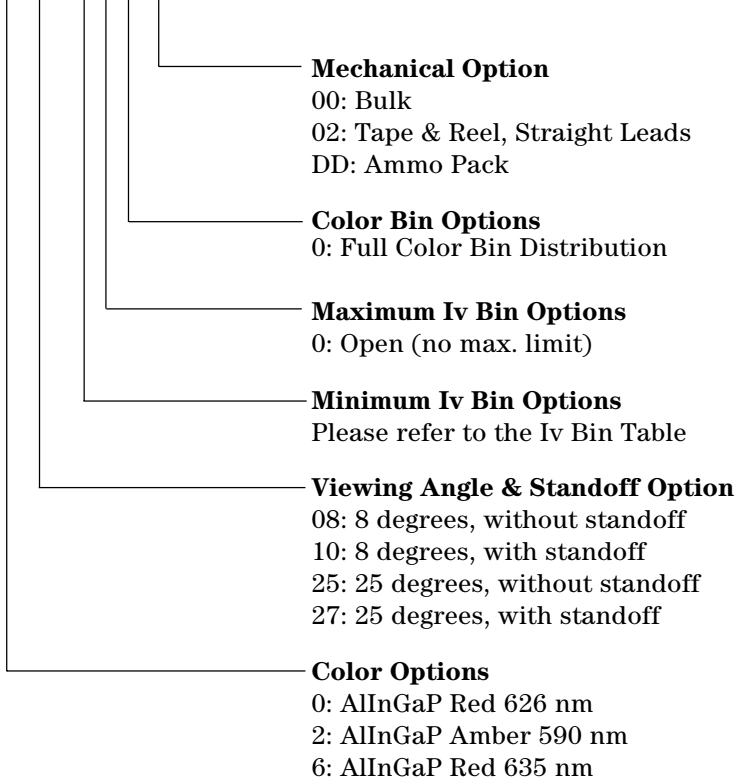 Mechanical Option
00: Bulk
02: Tape & Reel, Straight Leads
DD: Ammo Pack
Color Bin Options
0: Full Color Bin Distribution
Maximum Iv Bin Options
0: Open (no max. limit)
Minimum Iv Bin Options
Please refer to the Iv Bin Table
Viewing Angle & Standoff Option
08: 8 degrees, without standoff
10: 8 degrees, with standoff
25: 25 degrees, without standoff
27: 25 degrees, with standoff
Color Options
0: AlInGaP Red 626 nm
2: AlInGaP Amber 590 nm
6: AlInGaP Red 635 nm